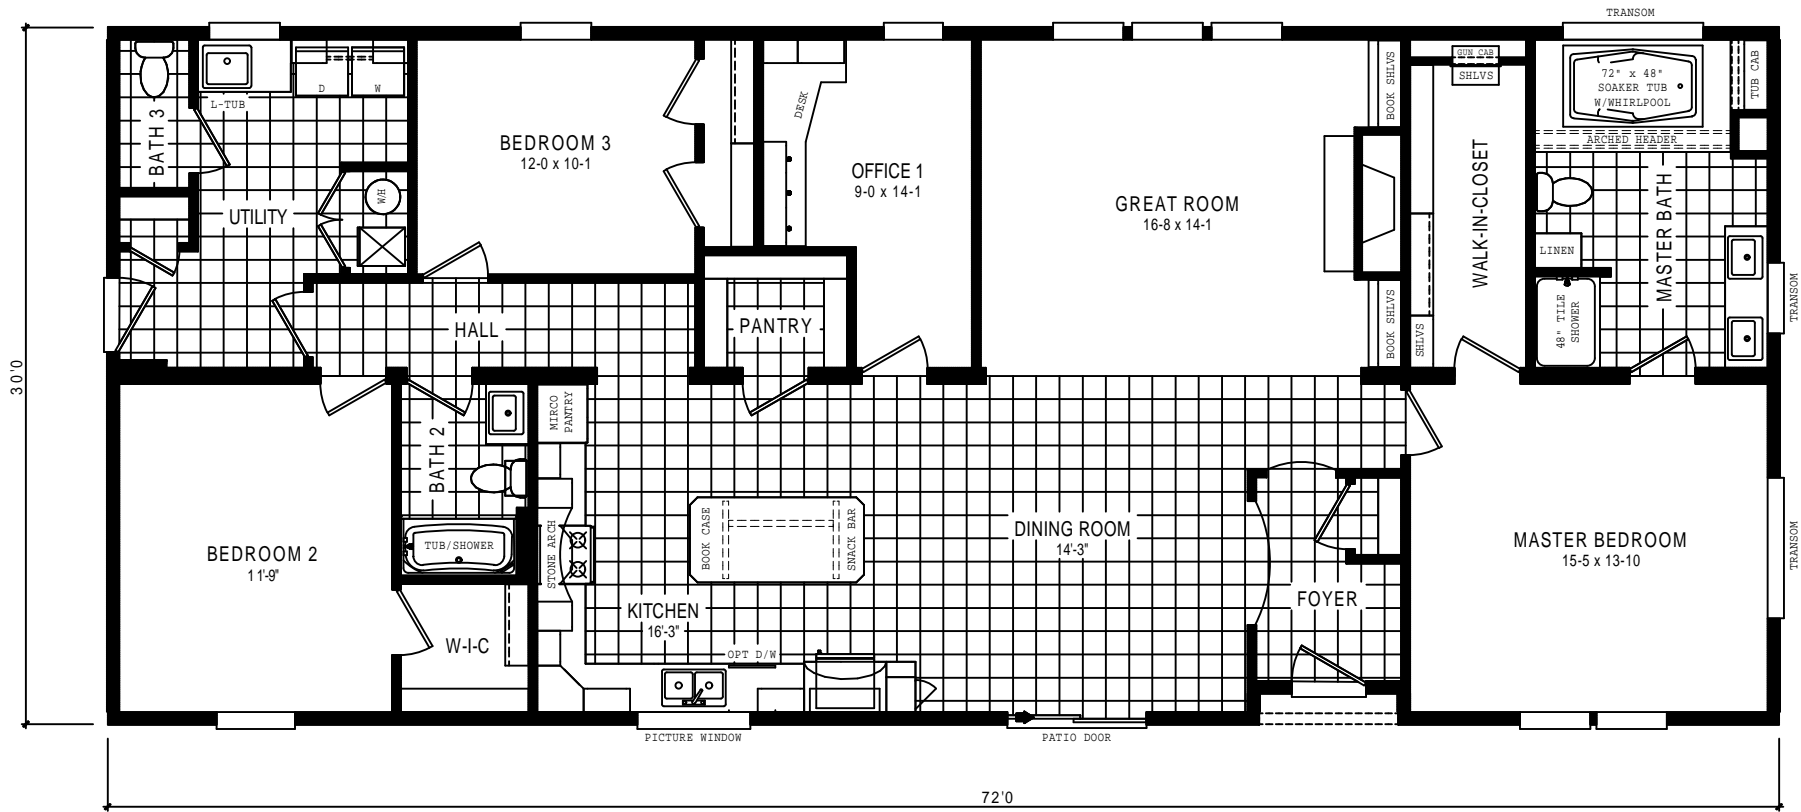 TRANSOM
GUN CAB
SHLVS
BOOK SHLVS
72" x 48"
SOAKER TUB
W/WHIRLPOOL
TUB CAB
ARCHED HEADER
L-TUB
D
W
BATH 3
BEDROOM 3
12-0 x 10-1
DESK
OFFICE 1
9-0 x 14-1
GREAT ROOM
16-8 x 14-1
WALK-IN-CLOSET
MASTER BATH
W/H
UTILITY
LINEN
HALL
PANTRY
BOOK SHLVS
SHLVS
48" TILE
SHOWER
TRANSOM
30'0
MIRCO
PANTRY
BATH 2
BEDROOM 2
11'-9"
TUB/SHOWER
STONE ARCH
BOOK CASE
SNACK BAR
DINING ROOM
14'-3"
MASTER BEDROOM
15-5 x 13-10
TRANSOM
KITCHEN
16'-3"
FOYER
W-I-C
OPT D/W
PICTURE WINDOW
PATIO DOOR
72'0